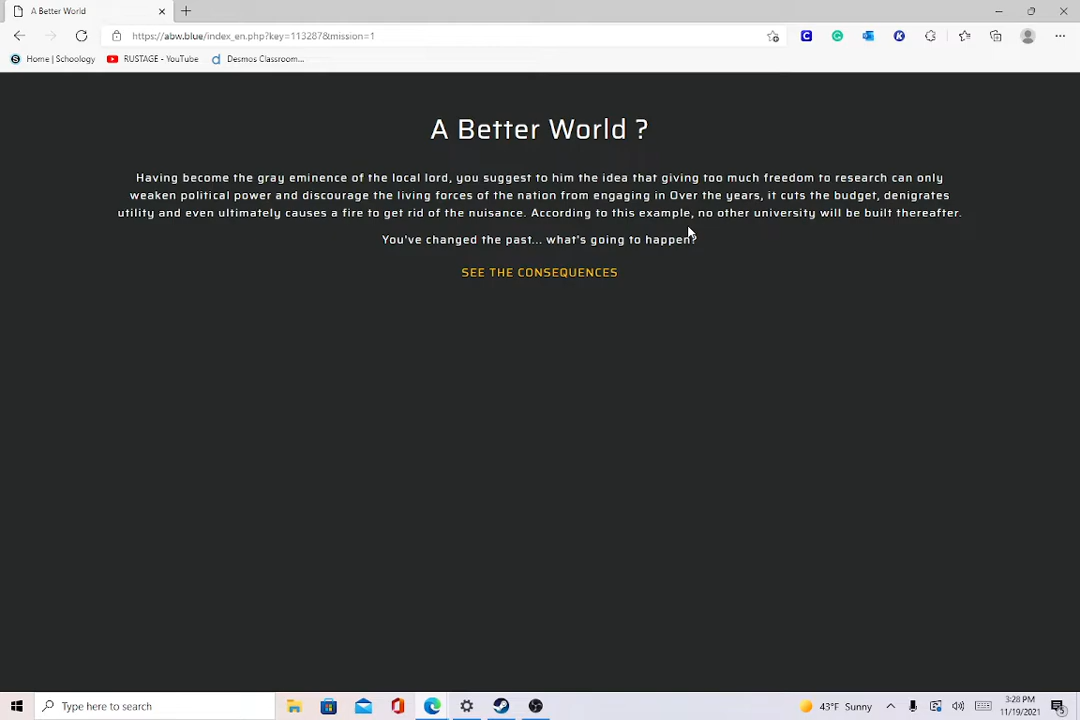 A Better World
https://abw.blue/index_en.php?key=113287&mission=1
Home | Schoology
RUSTAGE - YouTube
Desmos Classroom...
A Better World ?
Having become the gray eminence of the local lord, you suggest to him the idea that giving too much freedom to research can only
weaken political power and discourage the living forces of the nation from engaging in Over the years, it cuts the budget, denigrates
utility and even ultimately causes a fire to get rid of the nuisance. According to this example, no other university will be built thereafter.
You've changed the past... what's going to happen?
SEE THE CONSEQUENCES
Type here to search
43°F Sunny
3:28 PM
11/19/2021